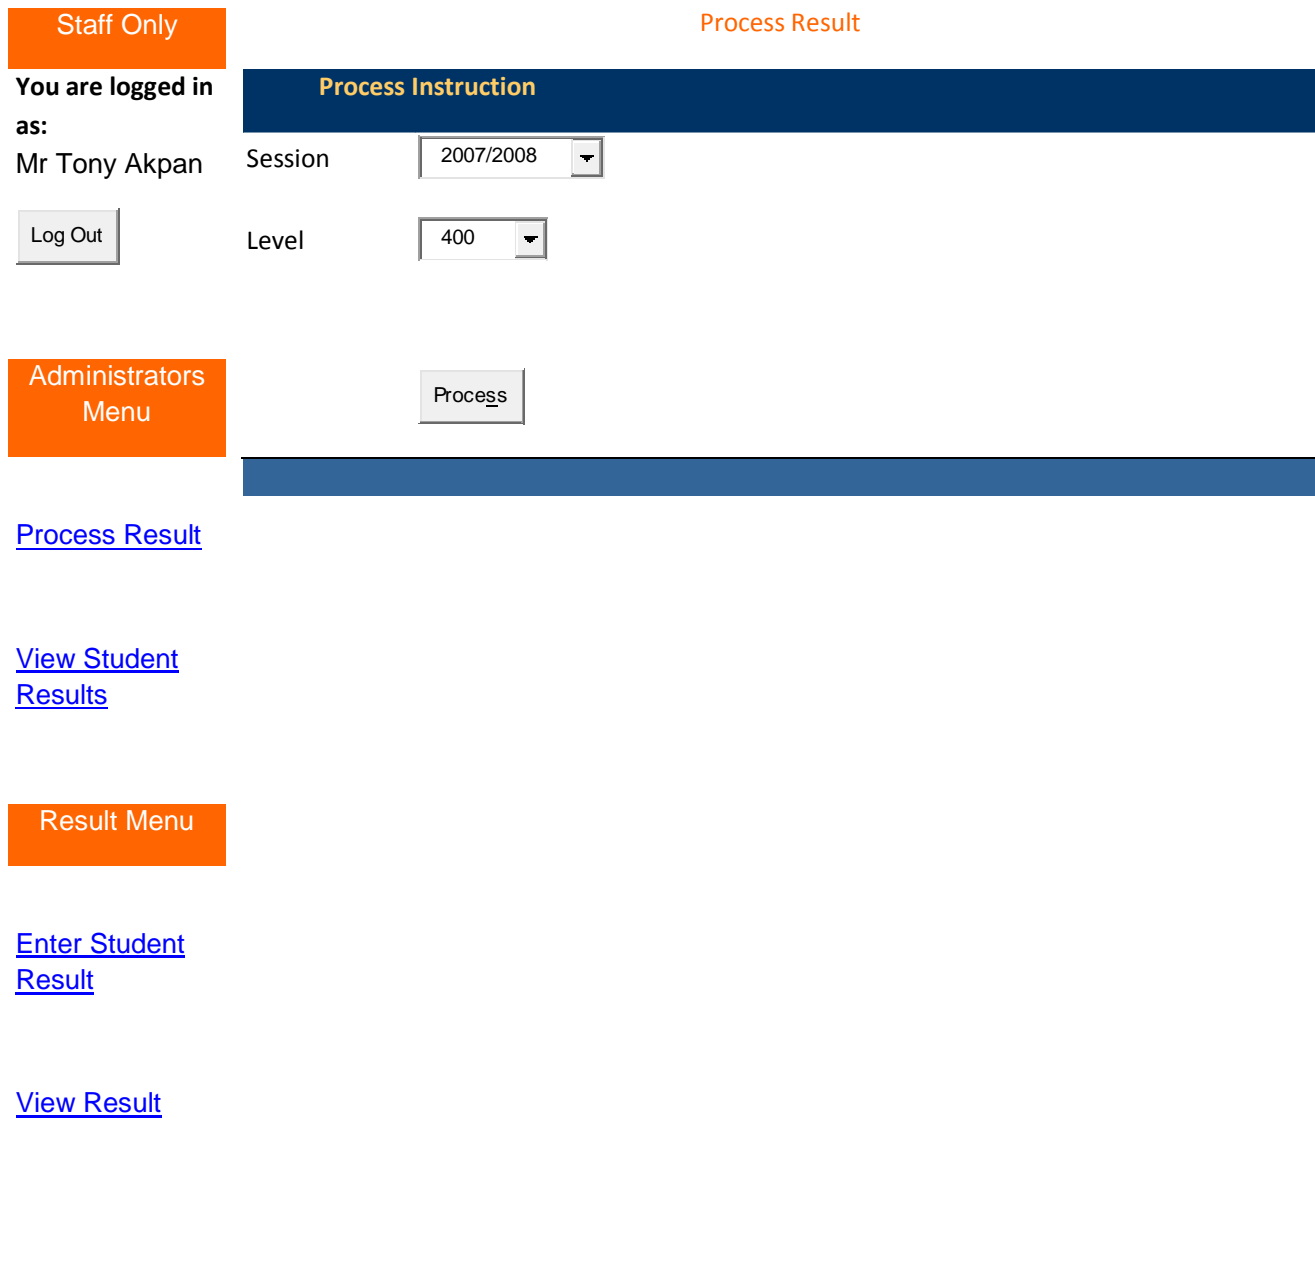 Staff Only
Process Result
You are logged in
as:
Mr Tony Akpan
Log Out
Process Instruction
Session 2007/2008
Level 400
Process
Administrators
Menu
Process Result
View Student
Results
Result Menu
Enter Student
Result
View Result